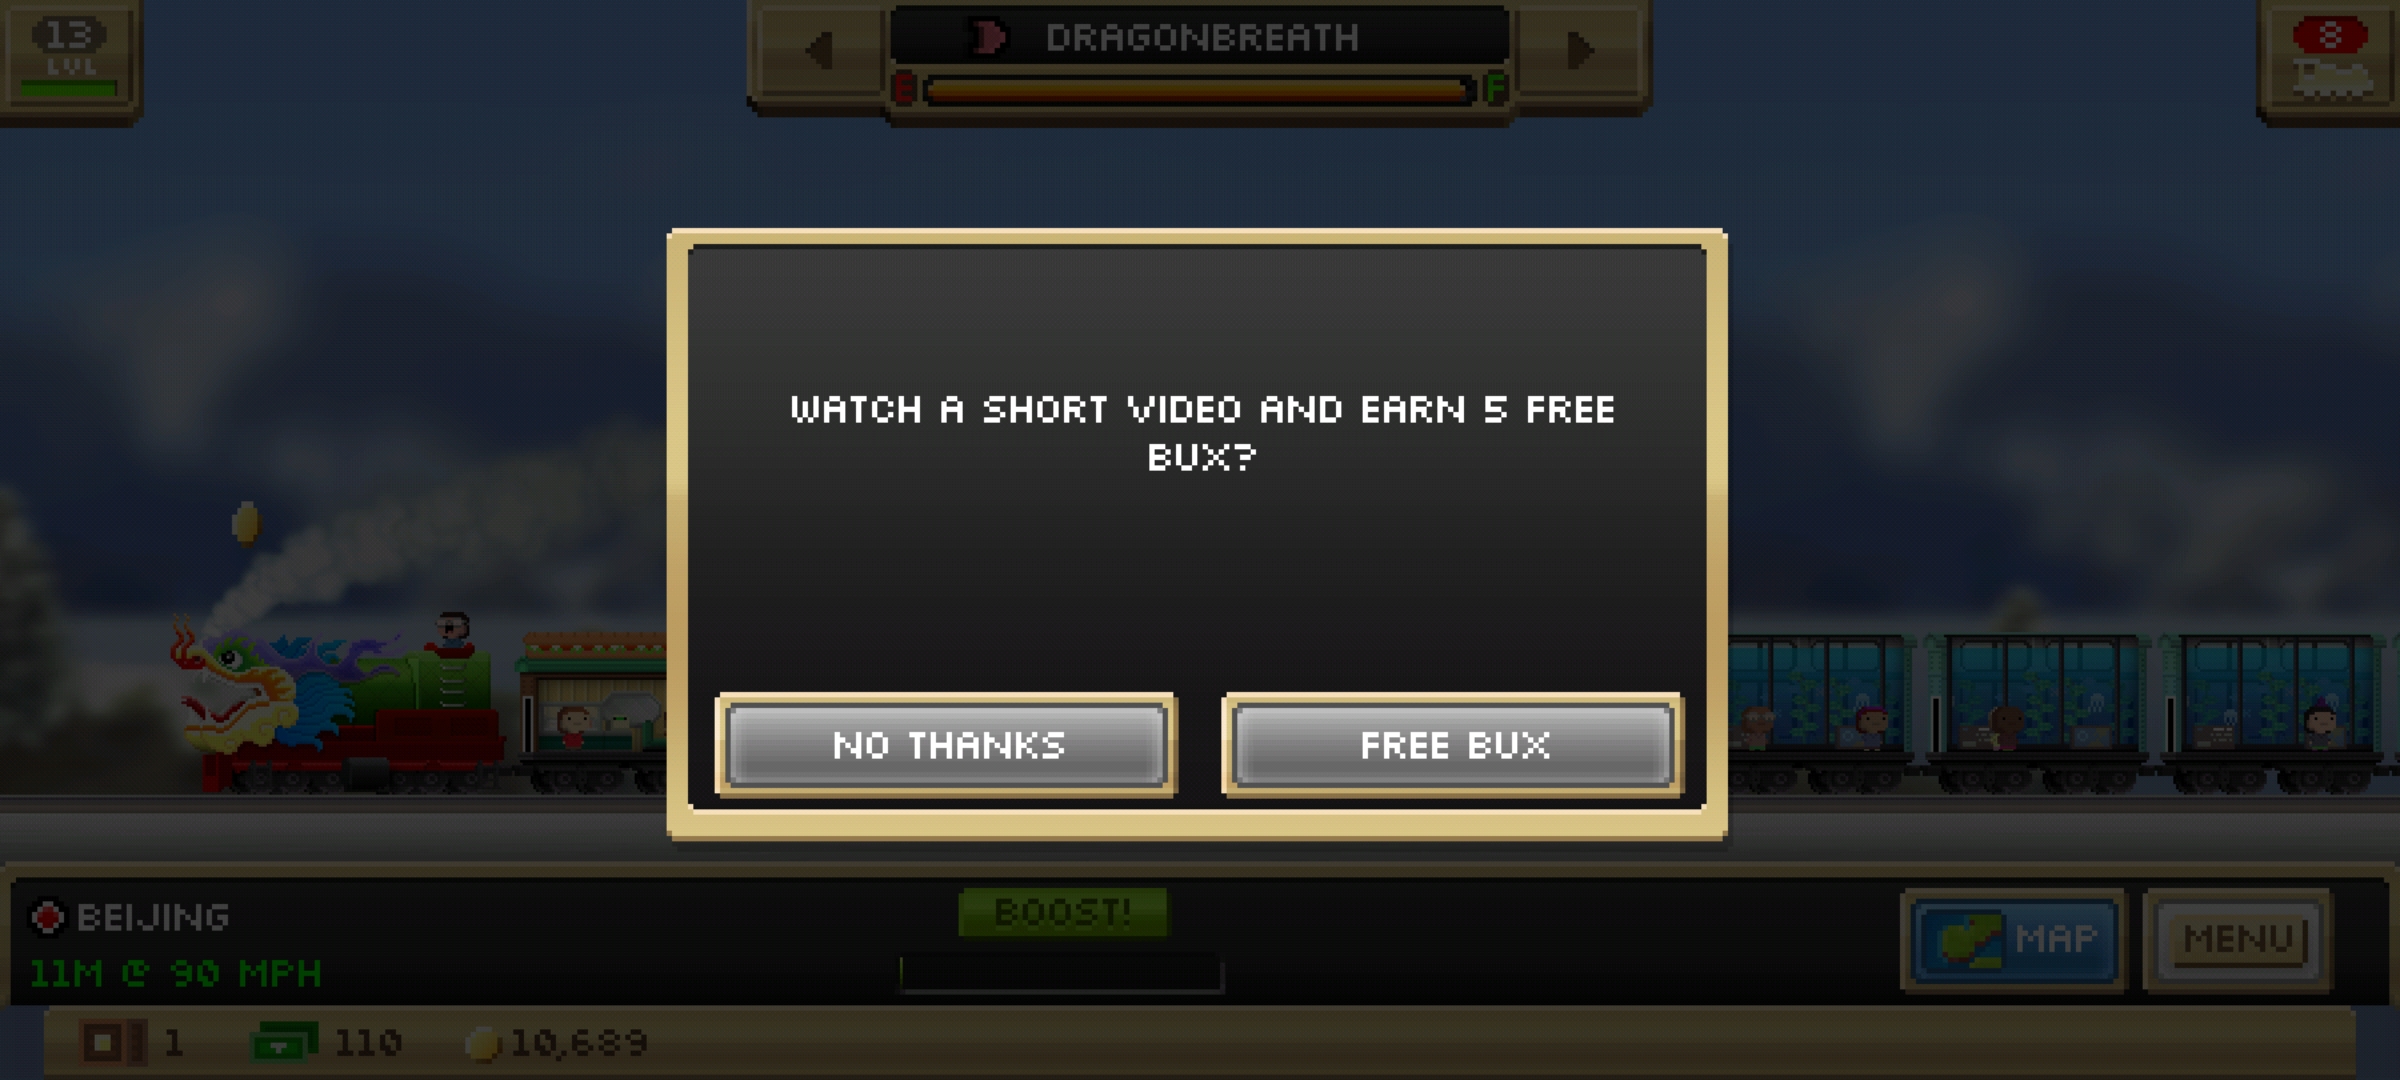 13
LVL
DRAGONBREATH
E F
8
WATCH A SHORT VIDEO AND EARN 5 FREE
BUX?
NO THANKS
FREE BUX
BEIJING
11M @ 90 MPH
BOOST!
MAP
MENU
1 110 10,689